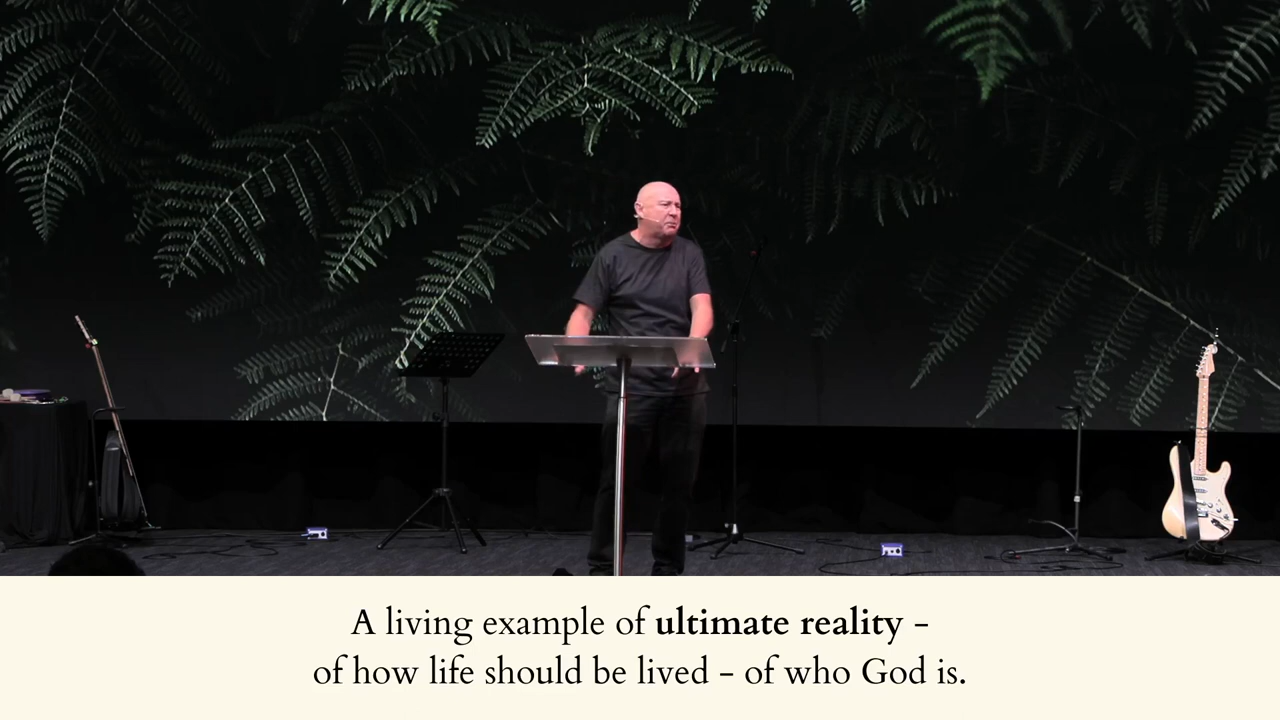 A living example of ultimate reality -
of how life should be lived - of who God is.